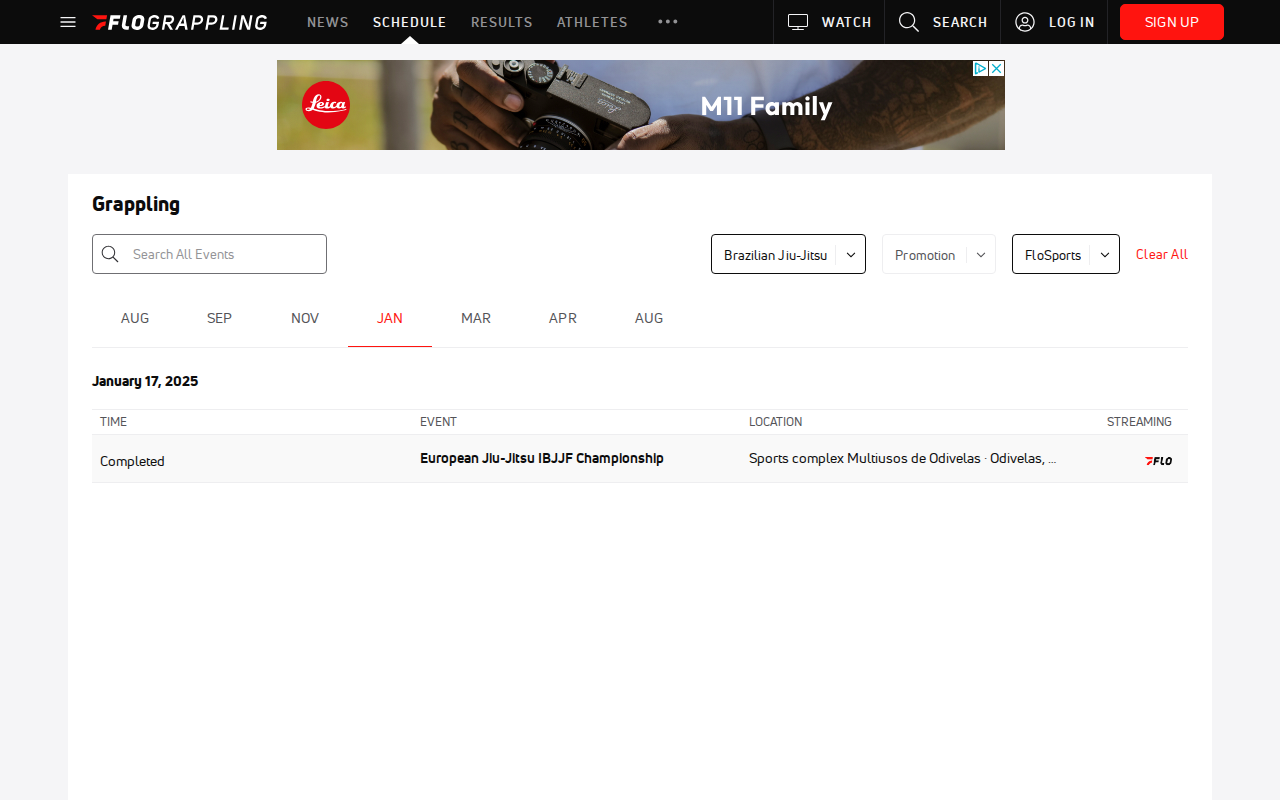 FLOGRAPPLING NEWS SCHEDULE RESULTS ATHLETES WATCH SEARCH LOG IN SIGN UP
Leica M11 Family
Grappling
Search All Events Brazilian Jiu-Jitsu Promotion FloSports Clear All
AUG SEP NOV JAN MAR APR AUG
January 17, 2025
TIME EVENT LOCATION STREAMING
Completed European Jiu-Jitsu IBJJF Championship Sports complex Multiusos de Odivelas · Odivelas, ... FLO